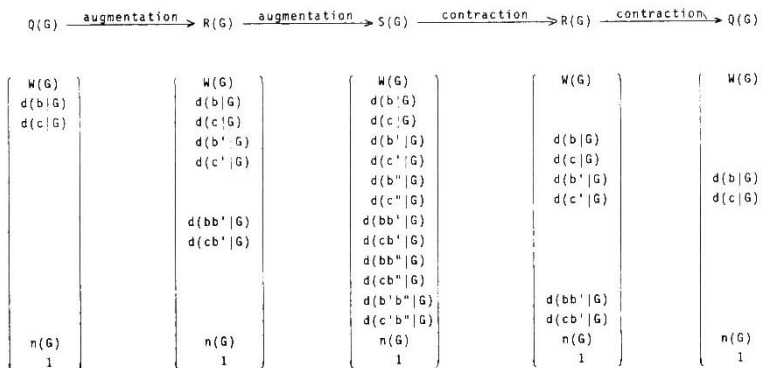 Q(G) augmentation R(G) augmentation S(G) contraction R(G) contraction Q(G)
W(G) W(G) W(G) W(G) W(G)
d(b|G) d(b|G) d(b|G)
d(c|G) d(c|G) d(c|G)
d(b'|G) d(b'|G) d(b|G)
d(c'|G) d(c'|G) d(c|G)
d(b"|G) d(b'|G) d(b|G)
d(c"|G) d(c'|G) d(c|G)
d(bb'|G) d(bb'|G)
d(cb'|G) d(cb'|G)
d(bb"|G)
d(cb"|G)
d(b'b"|G) d(bb'|G)
d(c'b"|G) d(cb'|G)
n(G) n(G) n(G) n(G) n(G)
1 1 1 1 1